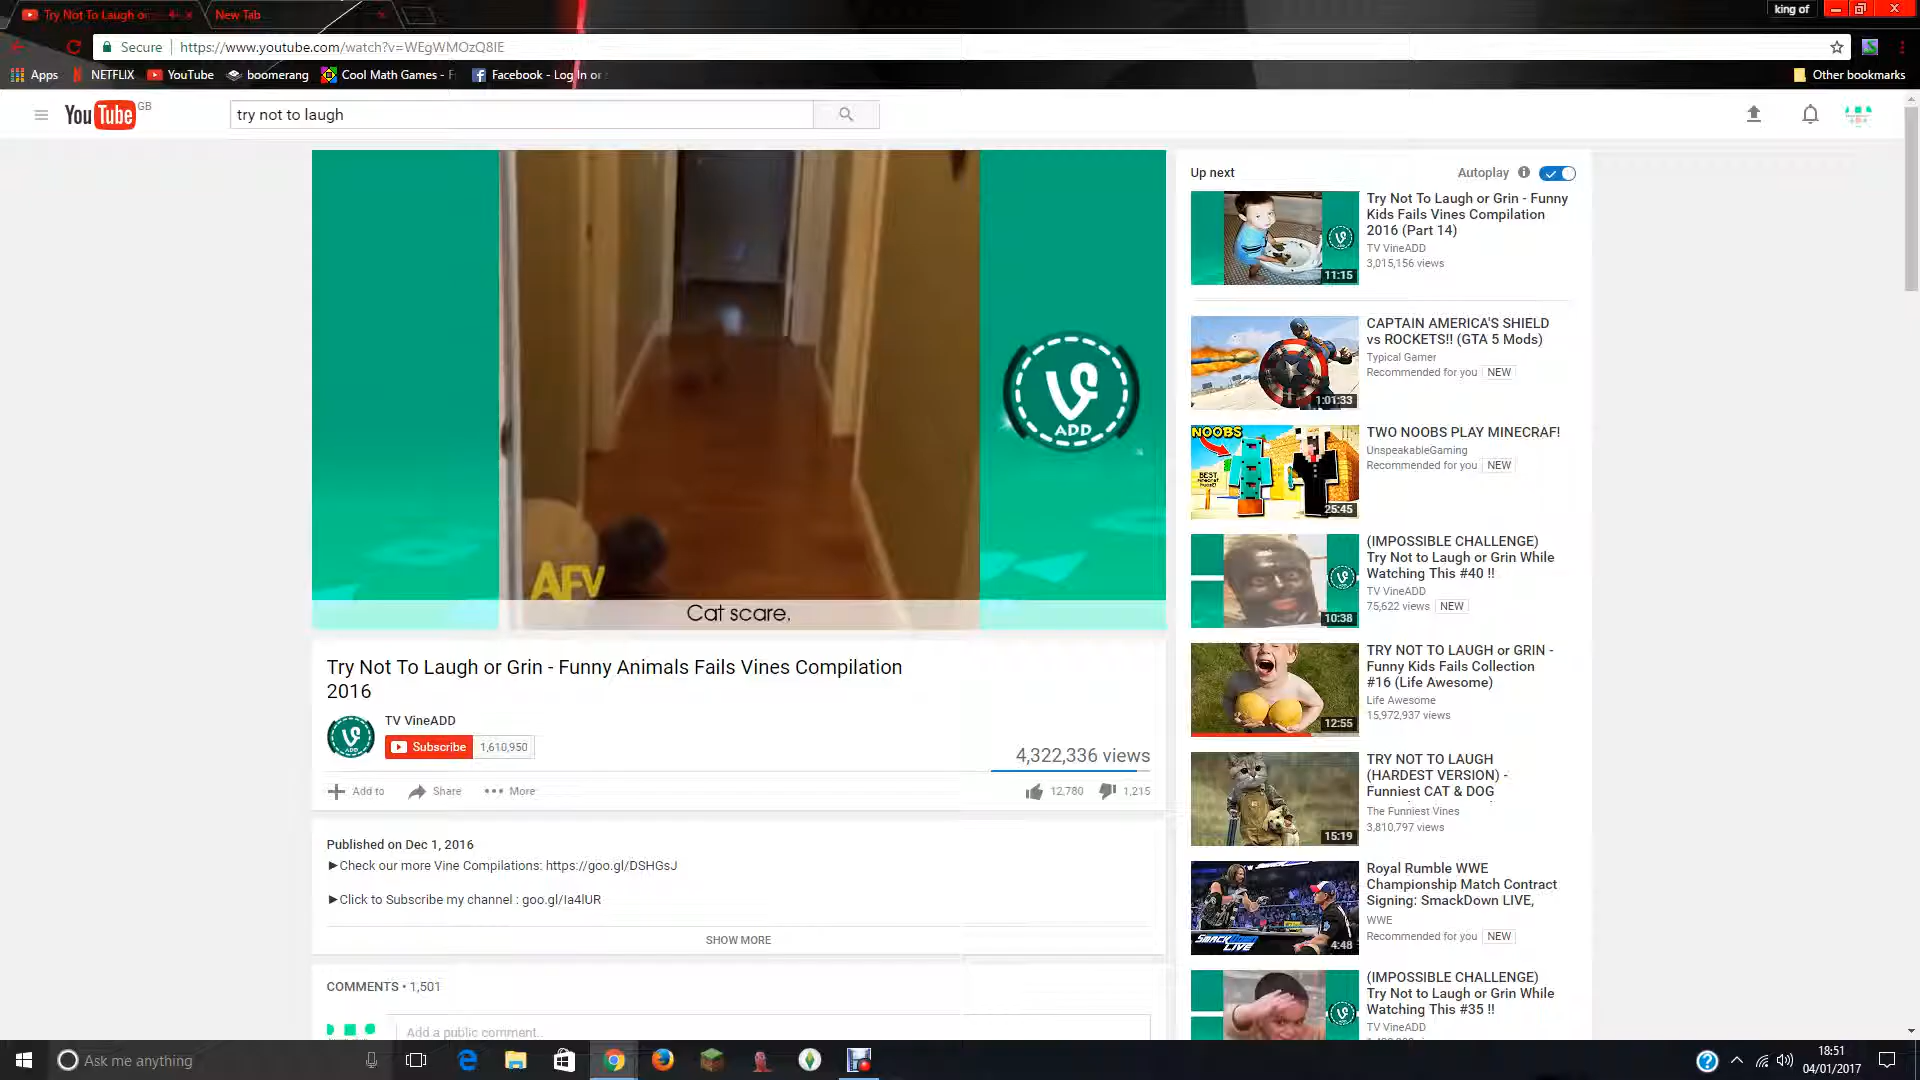 Try Not To Laugh or
New Tab
king of
Secure
https://www.youtube.com/watch?v=WEgWMOzQ8lE
Apps
NETFLIX
YouTube
boomerang
Cool Math Games - F
Facebook - Log In or
Other bookmarks
YouTube GB
try not to laugh
ADD
AFV
Cat scare.
Try Not To Laugh or Grin - Funny Animals Fails Vines Compilation
2016
TV VineADD
Subscribe 1,610,950
4,322,336 views
Add to
Share
More
12,780
1,215
Published on Dec 1, 2016
►Check our more Vine Compilations: https://goo.gl/DSHGsJ
►Click to Subscribe my channel : goo.gl/Ia4lUR
SHOW MORE
COMMENTS • 1,501
Add a public comment..
Up next
Autoplay
11:15
Try Not To Laugh or Grin - Funny
Kids Fails Vines Compilation
2016 (Part 14)
TV VineADD
3,015,156 views
1:01:33
CAPTAIN AMERICA'S SHIELD
vs ROCKETS!! (GTA 5 Mods)
Typical Gamer
Recommended for you NEW
NOOBS
BEST
25:45
TWO NOOBS PLAY MINECRAF!
UnspeakableGaming
Recommended for you NEW
10:38
(IMPOSSIBLE CHALLENGE)
Try Not to Laugh or Grin While
Watching This #40 !!
TV VineADD
75,622 views NEW
12:55
TRY NOT TO LAUGH or GRIN -
Funny Kids Fails Collection
#16 (Life Awesome)
Life Awesome
15,972,937 views
15:19
TRY NOT TO LAUGH
(HARDEST VERSION) -
Funniest CAT & DOG
The Funniest Vines
3,810,797 views
SMACKDOWN
LIVE
4:48
Royal Rumble WWE
Championship Match Contract
Signing: SmackDown LIVE,
WWE
Recommended for you NEW
(IMPOSSIBLE CHALLENGE)
Try Not to Laugh or Grin While
Watching This #35 !!
TV VineADD
Ask me anything
18:51
04/01/2017